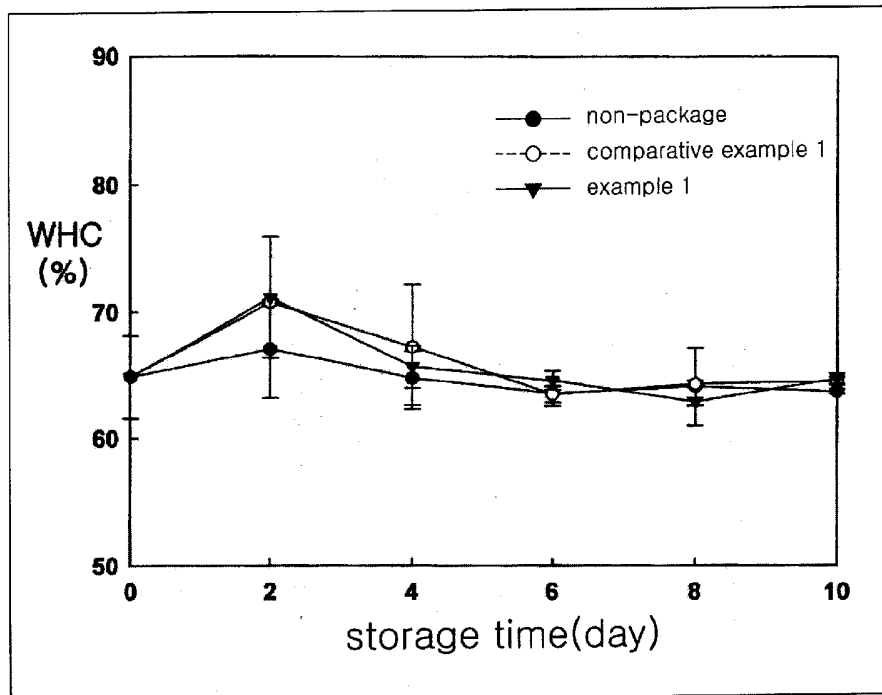 90
non-package
comparative example 1
80
example 1
WHC
(%)
70
60
50
0 2 4 6 8 10
storage time(day)